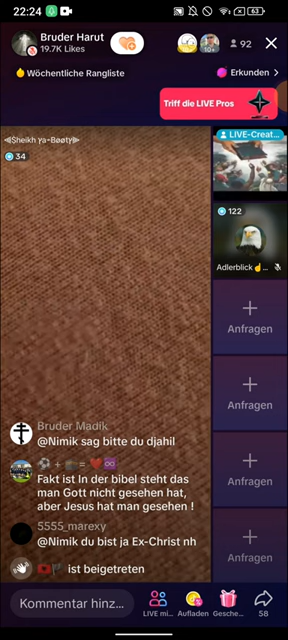 22:24
63
Bruder Harut
19.7K Likes
10+
92
Wöchentliche Rangliste
Erkunden >
Triff die LIVE Pros
34
LIVE-Creat...
122
Adlerblick☝️...
+
Anfragen
+
Anfragen
+
Anfragen
+
Anfragen
+
Anfragen
Bruder Madik
@Nimik sag bitte du djahil
Fakt ist In der bibel steht das
man Gott nicht gesehen hat,
aber Jesus hat man gesehen !
5555_marexy
@Nimik du bist ja Ex-Christ nh
ist beigetreten
Kommentar hinz...
LIVE mi...
Aufladen
Gesche...
58